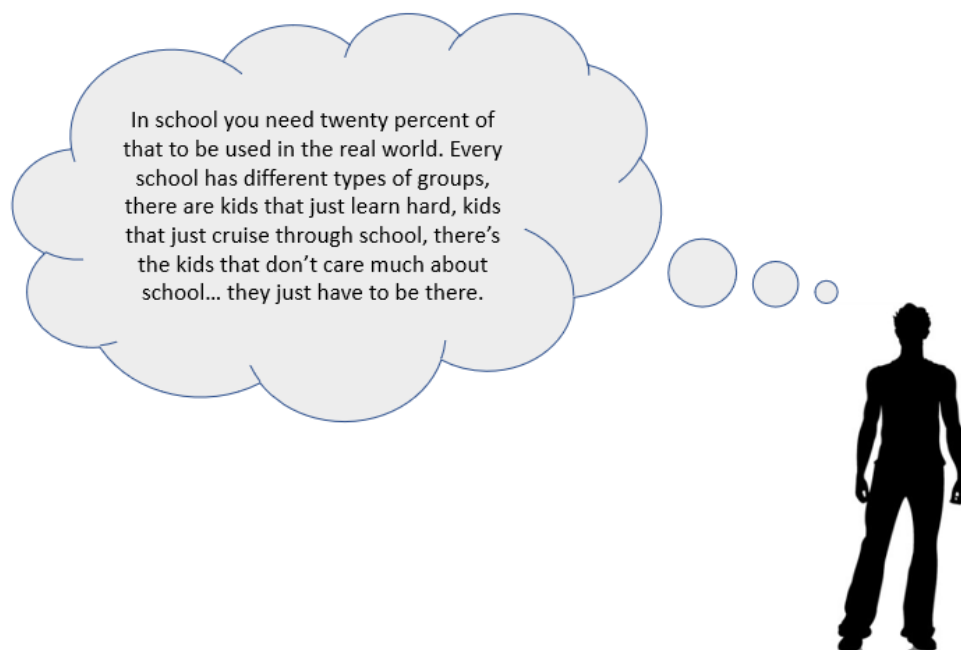 In school you need twenty percent of
that to be used in the real world. Every
school has different types of groups,
there are kids that just learn hard, kids
that just cruise through school, there’s
the kids that don’t care much about
school… they just have to be there.